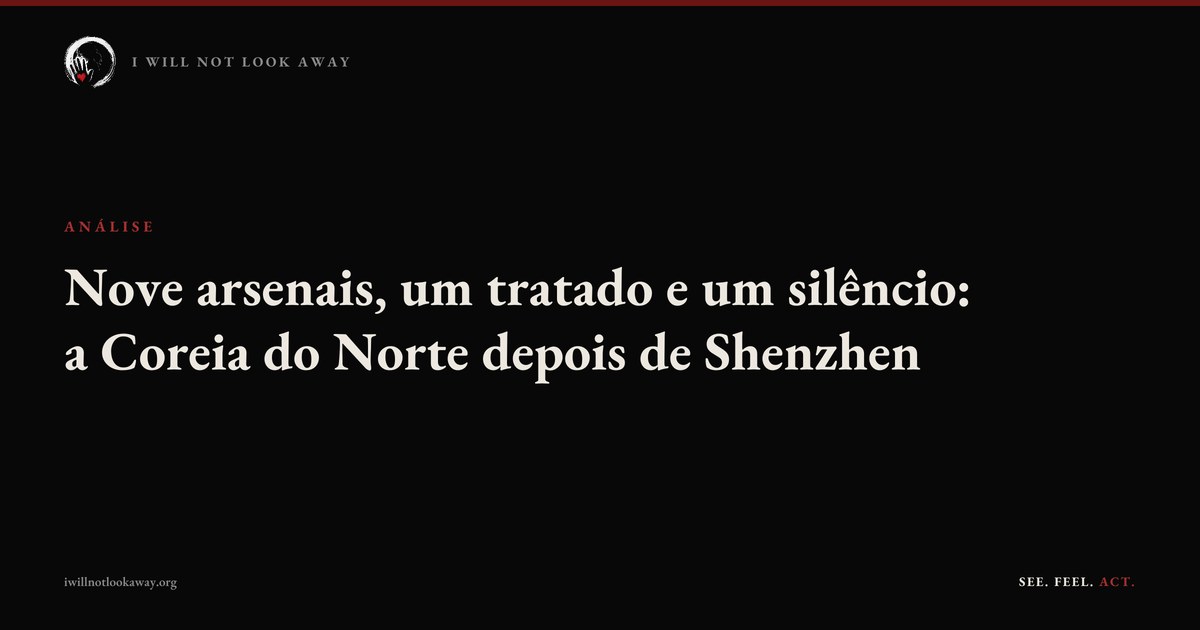 I WILL NOT LOOK AWAY
ANÁLISE
Nove arsenais, um tratado e um silêncio:
a Coreia do Norte depois de Shenzhen
iwillnotlookaway.org
SEE. FEEL. ACT.